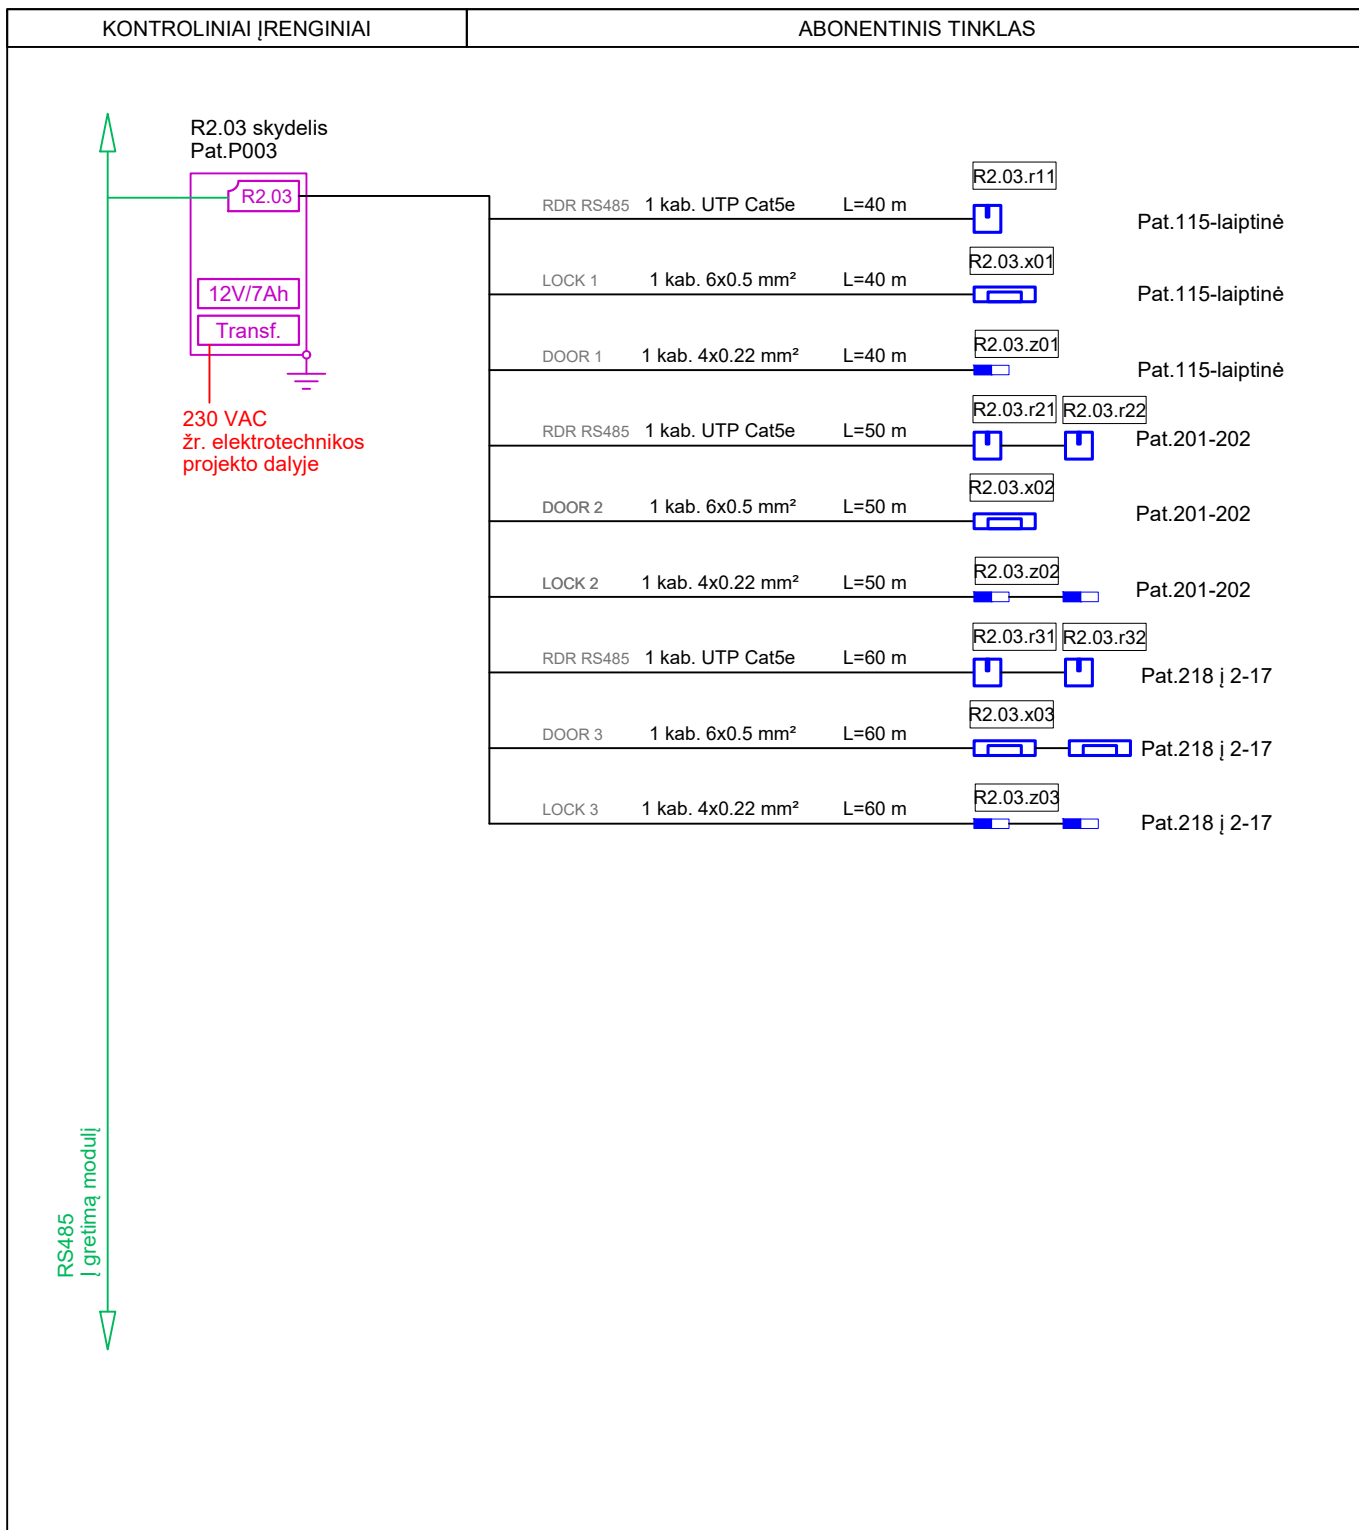 KONTROLINIAI ĮRENGINIAI
ABONENTINIS TINKLAS
R2.03 skydelis
Pat.P003
R2.03
12V/7Ah
Transf.
230 VAC
žr. elektrotechnikos
projekto dalyje
RS485
Į gretimą modulį
RDR RS485 1 kab. UTP Cat5e L=40 m R2.03.r11 Pat.115-laiptinė
LOCK 1 1 kab. 6x0.5 mm² L=40 m R2.03.x01 Pat.115-laiptinė
DOOR 1 1 kab. 4x0.22 mm² L=40 m R2.03.z01 Pat.115-laiptinė
RDR RS485 1 kab. UTP Cat5e L=50 m R2.03.r21 R2.03.r22 Pat.201-202
DOOR 2 1 kab. 6x0.5 mm² L=50 m R2.03.x02 Pat.201-202
LOCK 2 1 kab. 4x0.22 mm² L=50 m R2.03.z02 Pat.201-202
RDR RS485 1 kab. UTP Cat5e L=60 m R2.03.r31 R2.03.r32 Pat.218 į 2-17
DOOR 3 1 kab. 6x0.5 mm² L=60 m R2.03.x03 Pat.218 į 2-17
LOCK 3 1 kab. 4x0.22 mm² L=60 m R2.03.z03 Pat.218 į 2-17